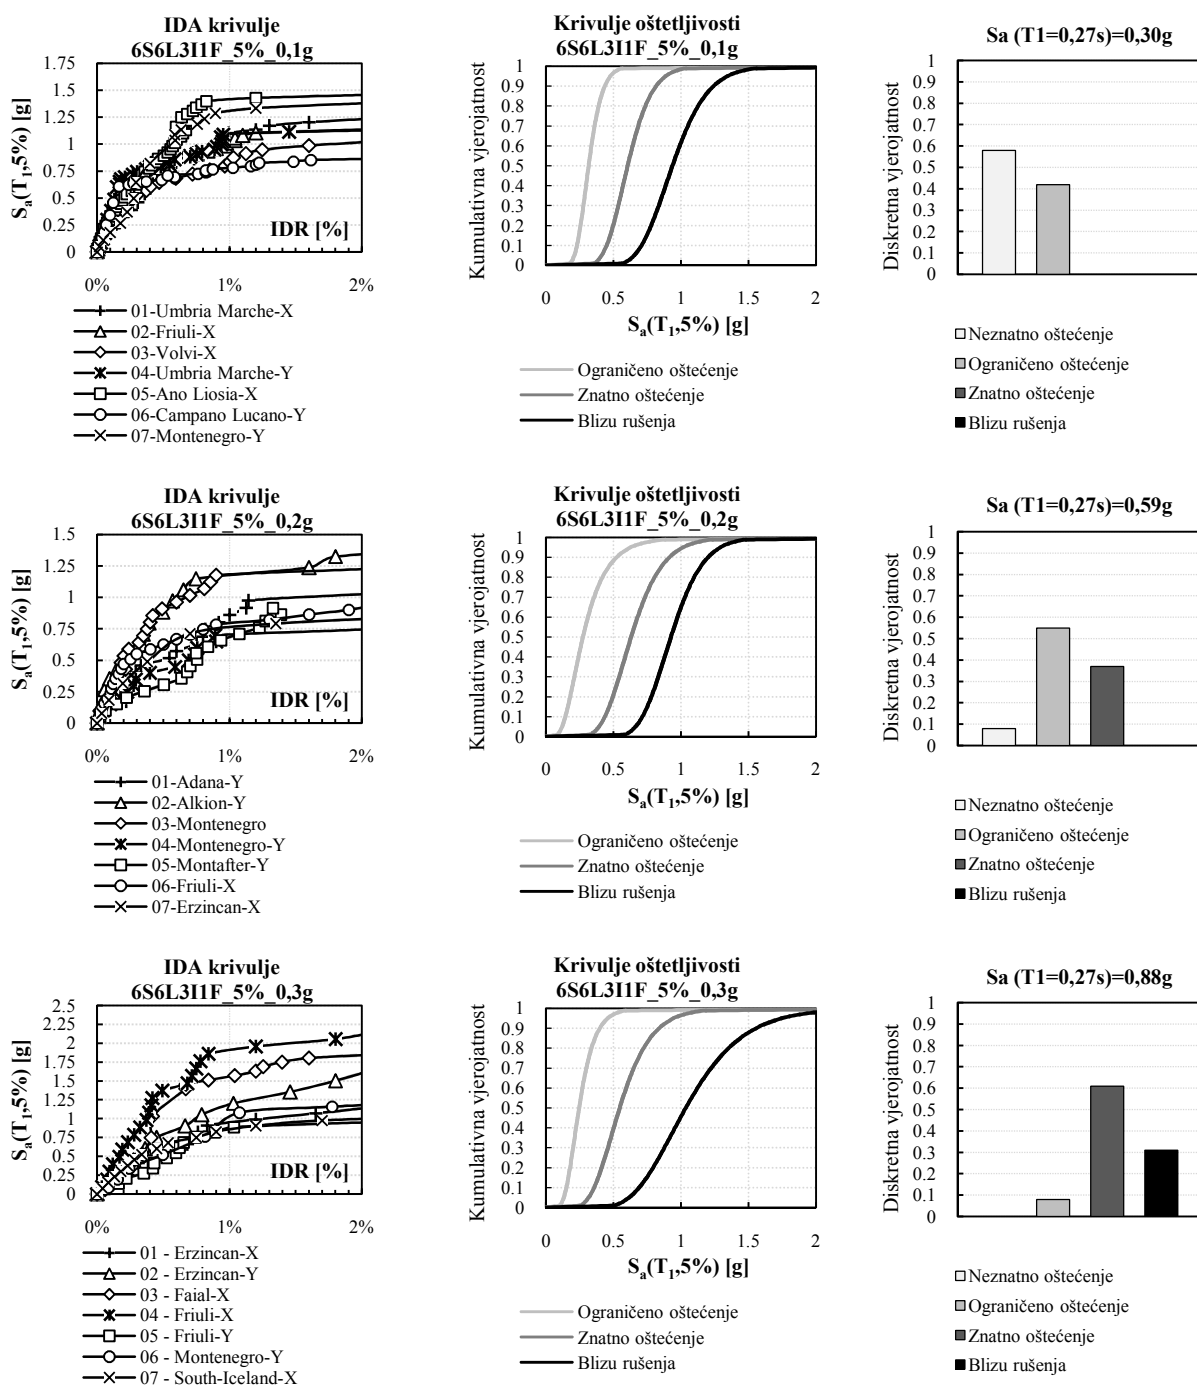 IDA krivulje
6S6L3I1F_5%_0,1g
1.75
1.5
1.25
1
0.75
0.5
0.25
0
Sa(T1,5%) [g]
IDR [%]
0% 1% 2%
01-Umbria Marche-X
02-Friuli-X
03-Volvi-X
04-Umbria Marche-Y
05-Ano Liosia-X
06-Campano Lucano-Y
07-Montenegro-Y
Krivulje oštetljivosti
6S6L3I1F_5%_0,1g
1
0.9
0.8
0.7
0.6
0.5
0.4
0.3
0.2
0.1
0
Kumulativna vjerojatnost
0 0.5 1 1.5 2
Sa(T1,5%) [g]
Ograničeno oštećenje
Znatno oštećenje
Blizu rušenja
Sa (T1=0,27s)=0,30g
1
0.9
0.8
0.7
0.6
0.5
0.4
0.3
0.2
0.1
0
Diskretna vjerojatnost
Neznatno oštećenje
Ograničeno oštećenje
Znatno oštećenje
Blizu rušenja
IDA krivulje
6S6L3I1F_5%_0,2g
1.5
1.25
1
0.75
0.5
0.25
0
Sa(T1,5%) [g]
IDR [%]
0% 1% 2%
01-Adana-Y
02-Alkion-Y
03-Montenegro
04-Montenegro-Y
05-Montafter-Y
06-Friuli-X
07-Erzincan-X
Krivulje oštetljivosti
6S6L3I1F_5%_0,2g
1
0.9
0.8
0.7
0.6
0.5
0.4
0.3
0.2
0.1
0
Kumulativna vjerojatnost
0 0.5 1 1.5 2
Sa(T1,5%) [g]
Ograničeno oštećenje
Znatno oštećenje
Blizu rušenja
Sa (T1=0,27s)=0,59g
1
0.9
0.8
0.7
0.6
0.5
0.4
0.3
0.2
0.1
0
Diskretna vjerojatnost
Neznatno oštećenje
Ograničeno oštećenje
Znatno oštećenje
Blizu rušenja
IDA krivulje
6S6L3I1F_5%_0,3g
2.5
2.25
2
1.75
1.5
1.25
1
0.75
0.5
0.25
0
Sa(T1,5%) [g]
IDR [%]
0% 1% 2%
01 - Erzincan-X
02 - Erzincan-Y
03 - Faial-X
04 - Friuli-X
05 - Friuli-Y
06 - Montenegro-Y
07 - South-Iceland-X
Krivulje oštetljivosti
6S6L3I1F_5%_0,3g
1
0.9
0.8
0.7
0.6
0.5
0.4
0.3
0.2
0.1
0
Kumulativna vjerojatnost
0 0.5 1 1.5 2
Sa(T1,5%) [g]
Ograničeno oštećenje
Znatno oštećenje
Blizu rušenja
Sa (T1=0,27s)=0,88g
1
0.9
0.8
0.7
0.6
0.5
0.4
0.3
0.2
0.1
0
Diskretna vjerojatnost
Neznatno oštećenje
Ograničeno oštećenje
Znatno oštećenje
Blizu rušenja